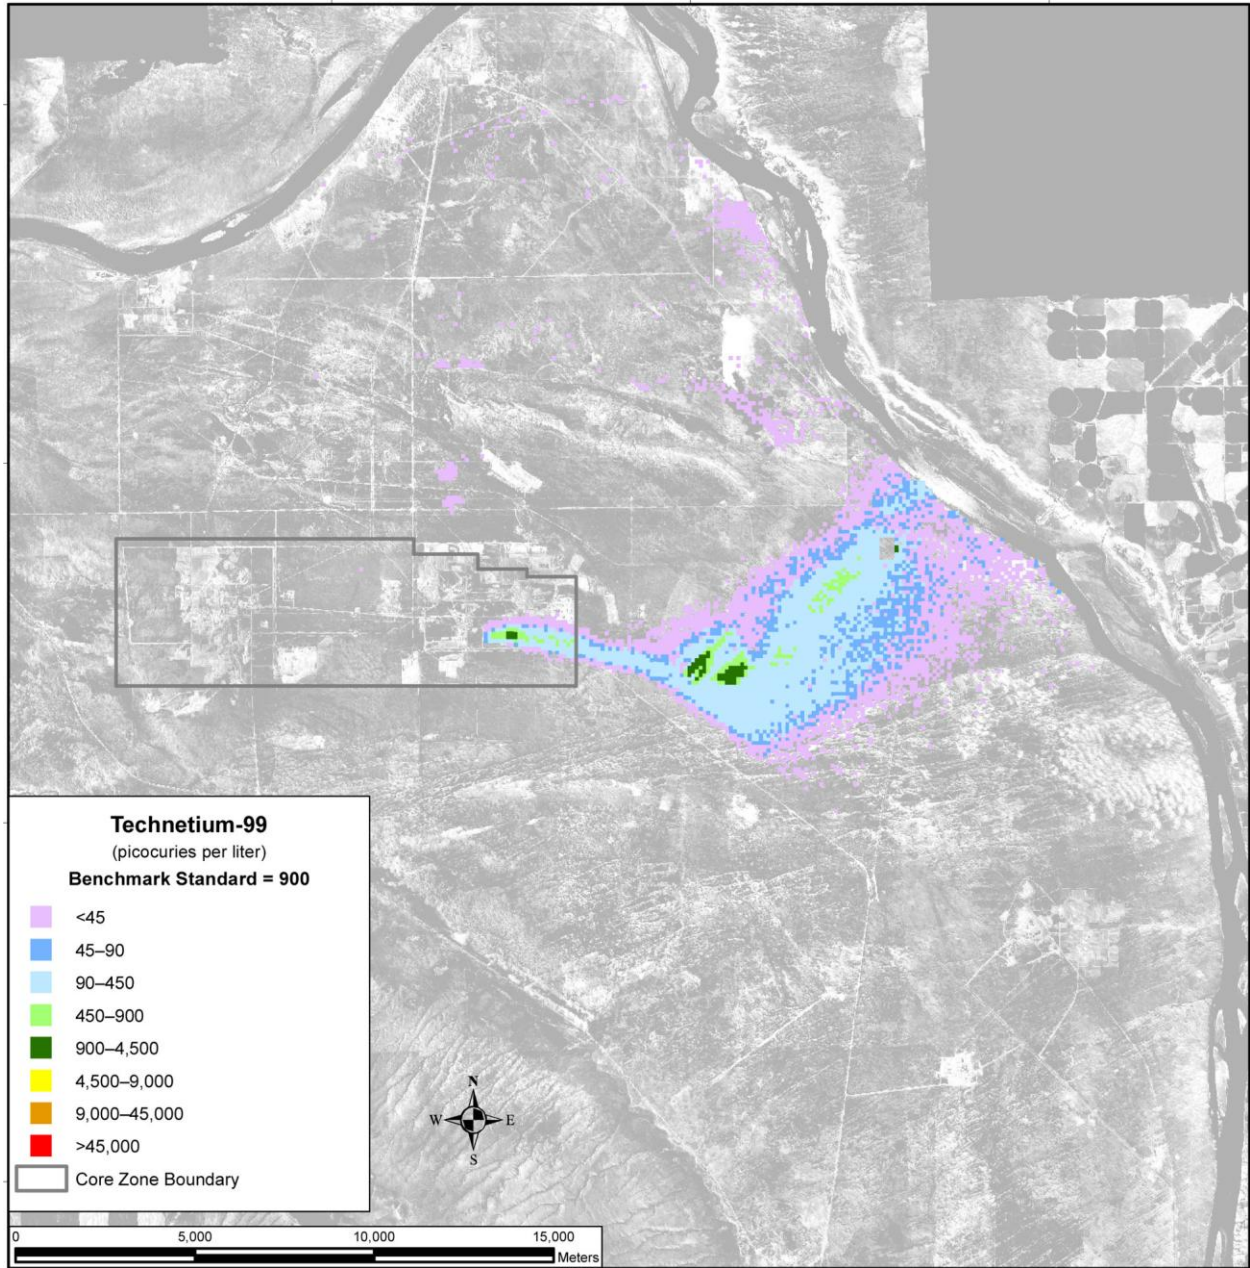 Technetium-99
(picocuries per liter)
Benchmark Standard = 900
<45
45–90
90–450
450–900
900–4,500
4,500–9,000
9,000–45,000
>45,000
Core Zone Boundary
N
W E
S
0 5,000 10,000 15,000
Meters